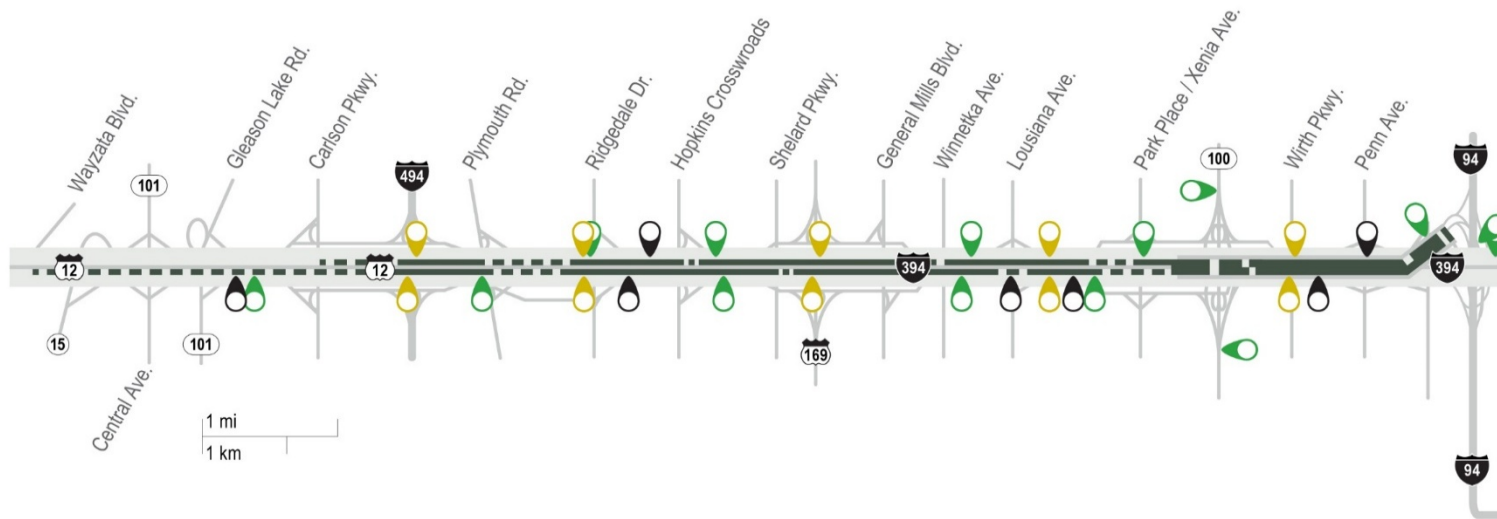 Wayzata Blvd.
Gleason Lake Rd.
Carlson Pkwy.
Plymouth Rd.
Ridgedale Dr.
Hopkins Crosswroads
Shelard Pkwy.
General Mills Blvd.
Winnetka Ave.
Lousiana Ave.
Park Place / Xenia Ave.
Wirth Pkwy.
Penn Ave.
101
494
100
94
12
12
394
394
15
101
169
Central Ave.
1 mi
1 km
94